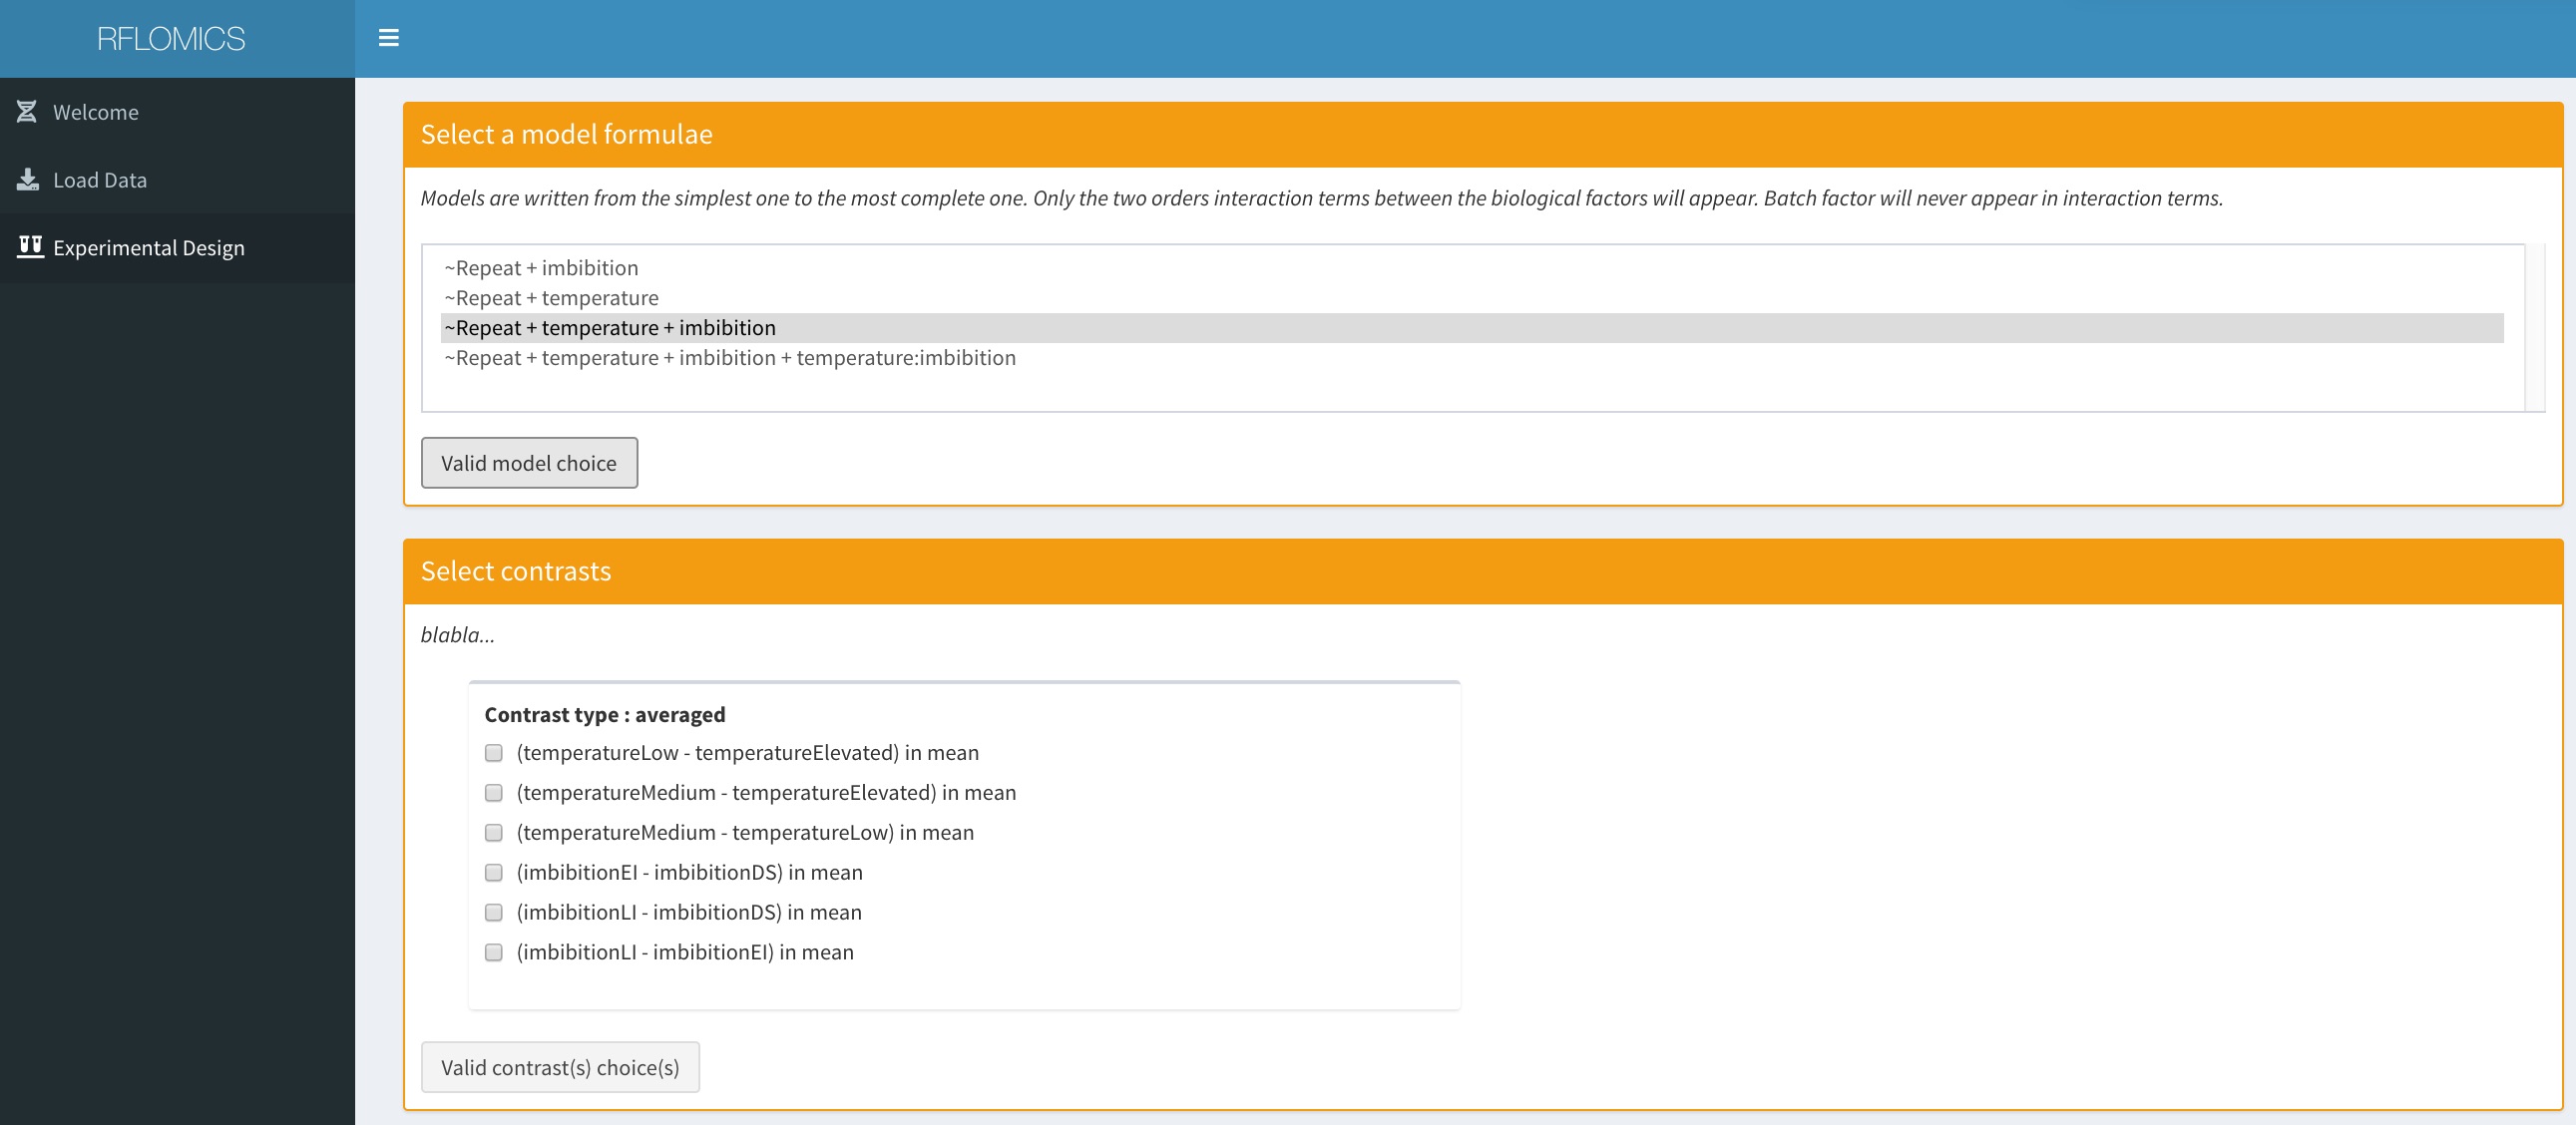 RFLOMICS
Welcome
Load Data
Experimental Design
Select a model formulae
Models are written from the simplest one to the most complete one. Only the two orders interaction terms between the biological factors will appear. Batch factor will never appear in interaction terms.
~Repeat + imbibition
~Repeat + temperature
~Repeat + temperature + imbibition
~Repeat + temperature + imbibition + temperature:imbibition
Valid model choice
Select contrasts
blabla...
Contrast type : averaged
(temperatureLow - temperatureElevated) in mean
(temperatureMedium - temperatureElevated) in mean
(temperatureMedium - temperatureLow) in mean
(imbibitionEI - imbibitionDS) in mean
(imbibitionLI - imbibitionDS) in mean
(imbibitionLI - imbibitionEI) in mean
Valid contrast(s) choice(s)